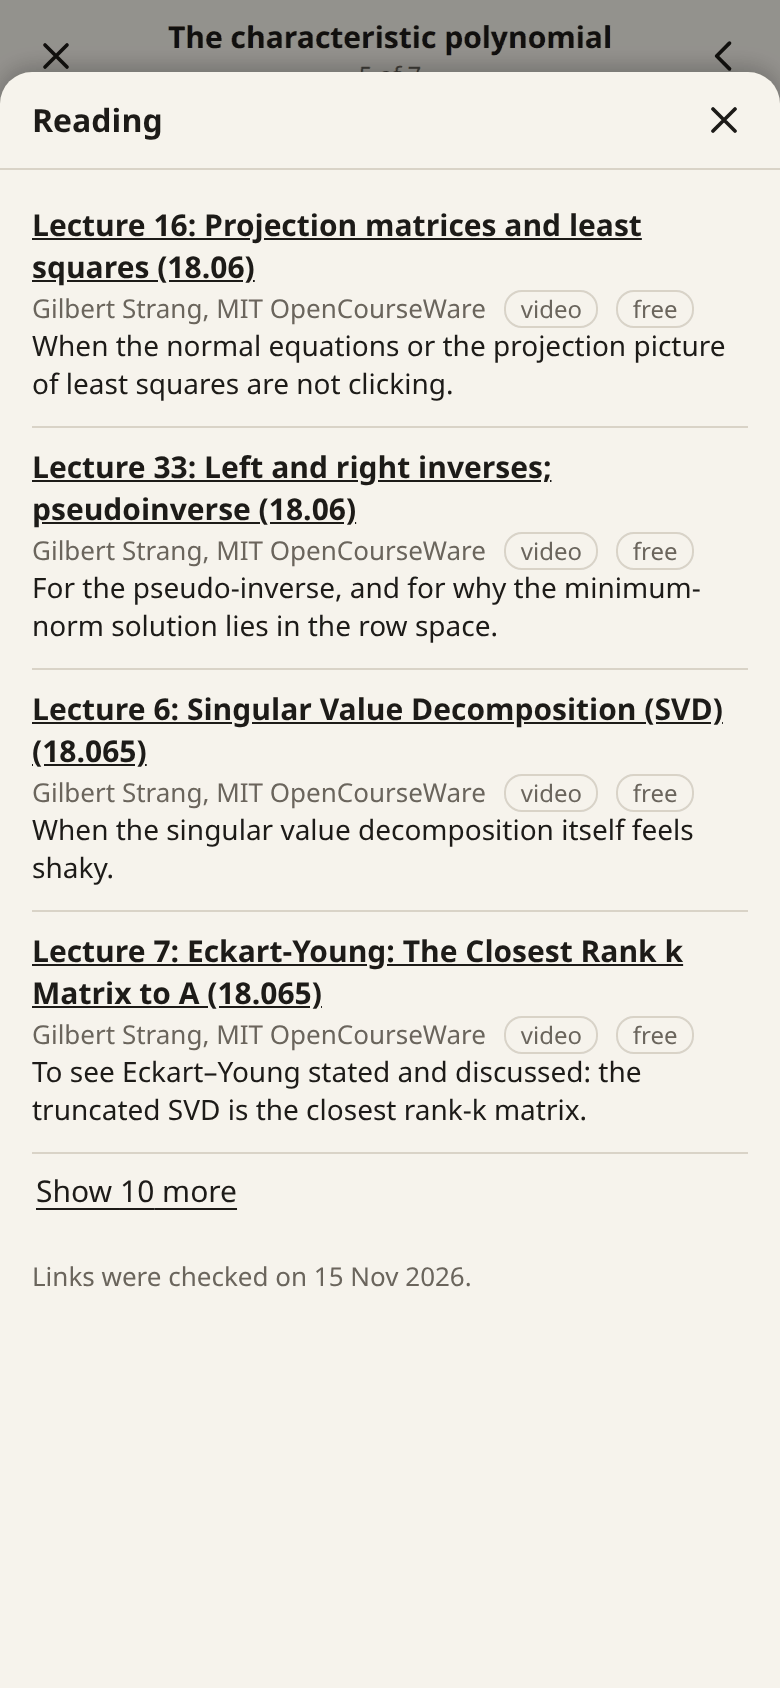 The characteristic polynomial
5 of 7
Reading
Lecture 16: Projection matrices and least
squares (18.06)
Gilbert Strang, MIT OpenCourseWare video free
When the normal equations or the projection picture
of least squares are not clicking.
Lecture 33: Left and right inverses;
pseudoinverse (18.06)
Gilbert Strang, MIT OpenCourseWare video free
For the pseudo-inverse, and for why the minimum-
norm solution lies in the row space.
Lecture 6: Singular Value Decomposition (SVD)
(18.065)
Gilbert Strang, MIT OpenCourseWare video free
When the singular value decomposition itself feels
shaky.
Lecture 7: Eckart-Young: The Closest Rank k
Matrix to A (18.065)
Gilbert Strang, MIT OpenCourseWare video free
To see Eckart–Young stated and discussed: the
truncated SVD is the closest rank-k matrix.
Show 10 more
Links were checked on 15 Nov 2026.